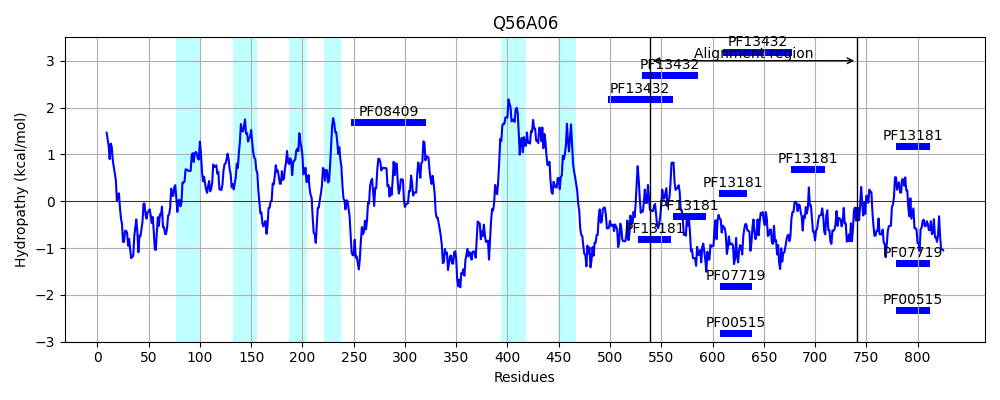 Q56A06
PF13432
Alignment region
PF13432
PF13432
PF08409
PF13181
PF13181
PF13181
PF13181
PF13181
PF07719
PF07719
PF00515
PF00515
Hydropathy (kcal/mol)
3
2
1
0
−1
−2
−3
0 50 100 150 200 250 300 350 400 450 500 550 600 650 700 750 800
Residues